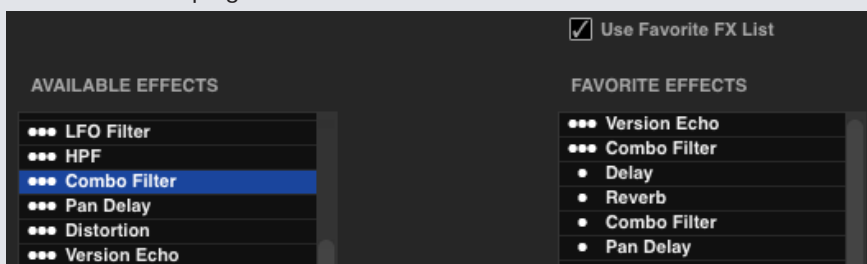 Use Favorite FX List
AVAILABLE EFFECTS
LFO Filter
HPF
Combo Filter
Pan Delay
Distortion
Version Echo
FAVORITE EFFECTS
Version Echo
Combo Filter
Delay
Reverb
Combo Filter
Pan Delay